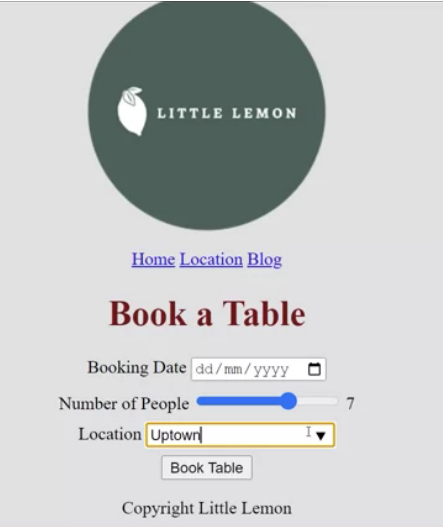 LITTLE LEMON
Home Location Blog
Book a Table
Booking Date dd/mm/yyyy
Number of People 7
Location Uptown
Book Table
Copyright Little Lemon